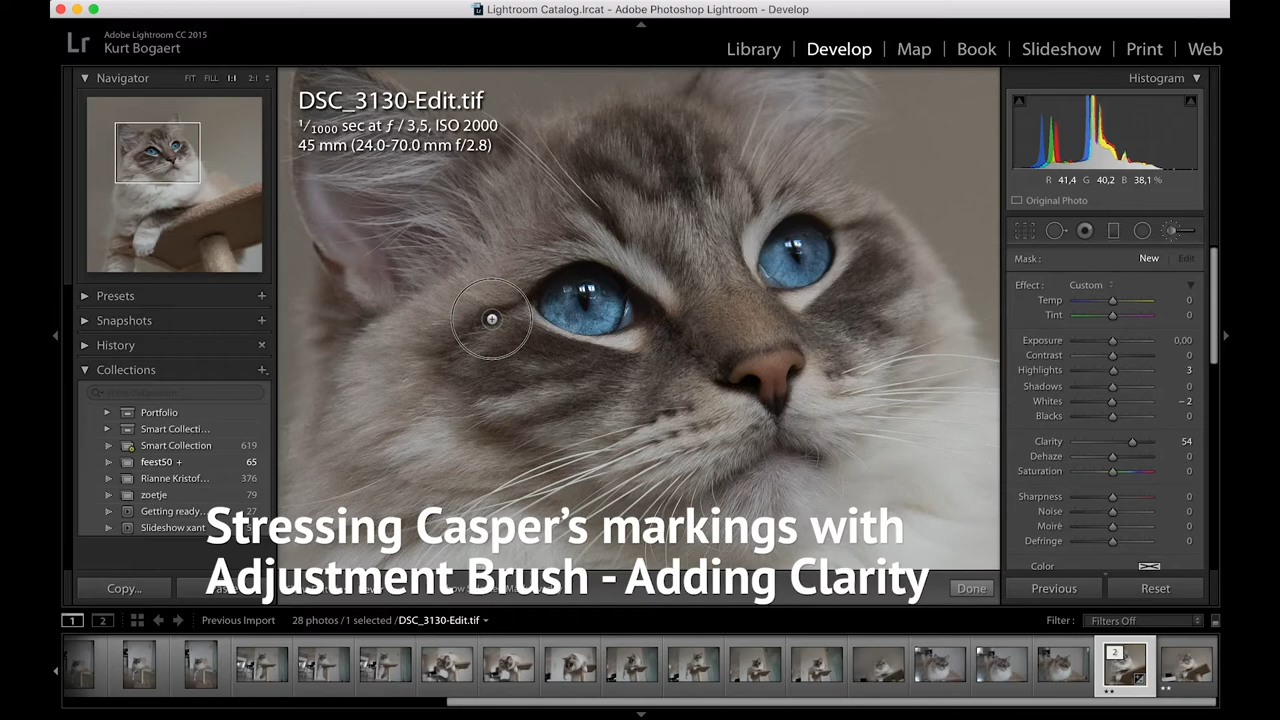 Lightroom Catalog.lrcat - Adobe Photoshop Lightroom - Develop
Lr
Adobe Lightroom CC 2015
Kurt Bogaert
Library | Develop | Map | Book | Slideshow | Print | Web
Navigator FIT FILL 1:1 2:1
Presets
Snapshots
History
Collections
Portfolio
Smart Collecti...
Smart Collection 619
feest50 + 65
Rianne Kristof... 376
zoetje 79
Getting ready... 27
Slideshow xant
Copy...
DSC_3130-Edit.tif
1/1000 sec at ƒ / 3,5, ISO 2000
45 mm (24.0-70.0 mm f/2.8)
Stressing Casper's markings with
Adjustment Brush - Adding Clarity
Done
Histogram
R 41,4 G 40,2 B 38,1 %
Original Photo
Mask : New Edit
Effect : Custom
Temp 0
Tint 0
Exposure 0,00
Contrast 0
Highlights 3
Shadows 0
Whites – 2
Blacks 0
Clarity 54
Dehaze 0
Saturation 0
Sharpness 0
Noise 0
Moiré 0
Defringe 0
Color
Previous Reset
1 2 Previous Import 28 photos / 1 selected / DSC_3130-Edit.tif
Filter : Filters Off
2